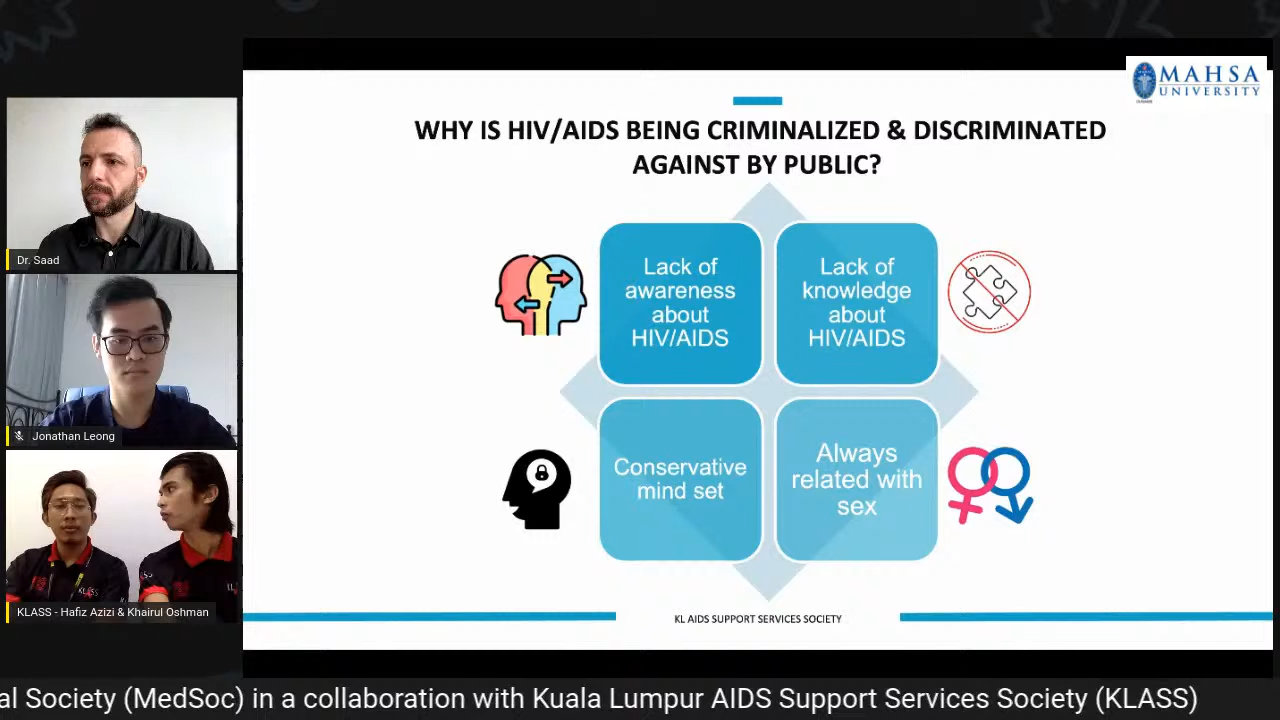 MAHSA
UNIVERSITY
WHY IS HIV/AIDS BEING CRIMINALIZED & DISCRIMINATED
AGAINST BY PUBLIC?
Lack of
awareness
about
HIV/AIDS
Lack of
knowledge
about
HIV/AIDS
Conservative
mind set
Always
related with
sex
KL AIDS SUPPORT SERVICES SOCIETY
Dr. Saad
Jonathan Leong
KLASS - Hafiz Azizi & Khairul Oshman
al Society (MedSoc) in a collaboration with Kuala Lumpur AIDS Support Services Society (KLASS)